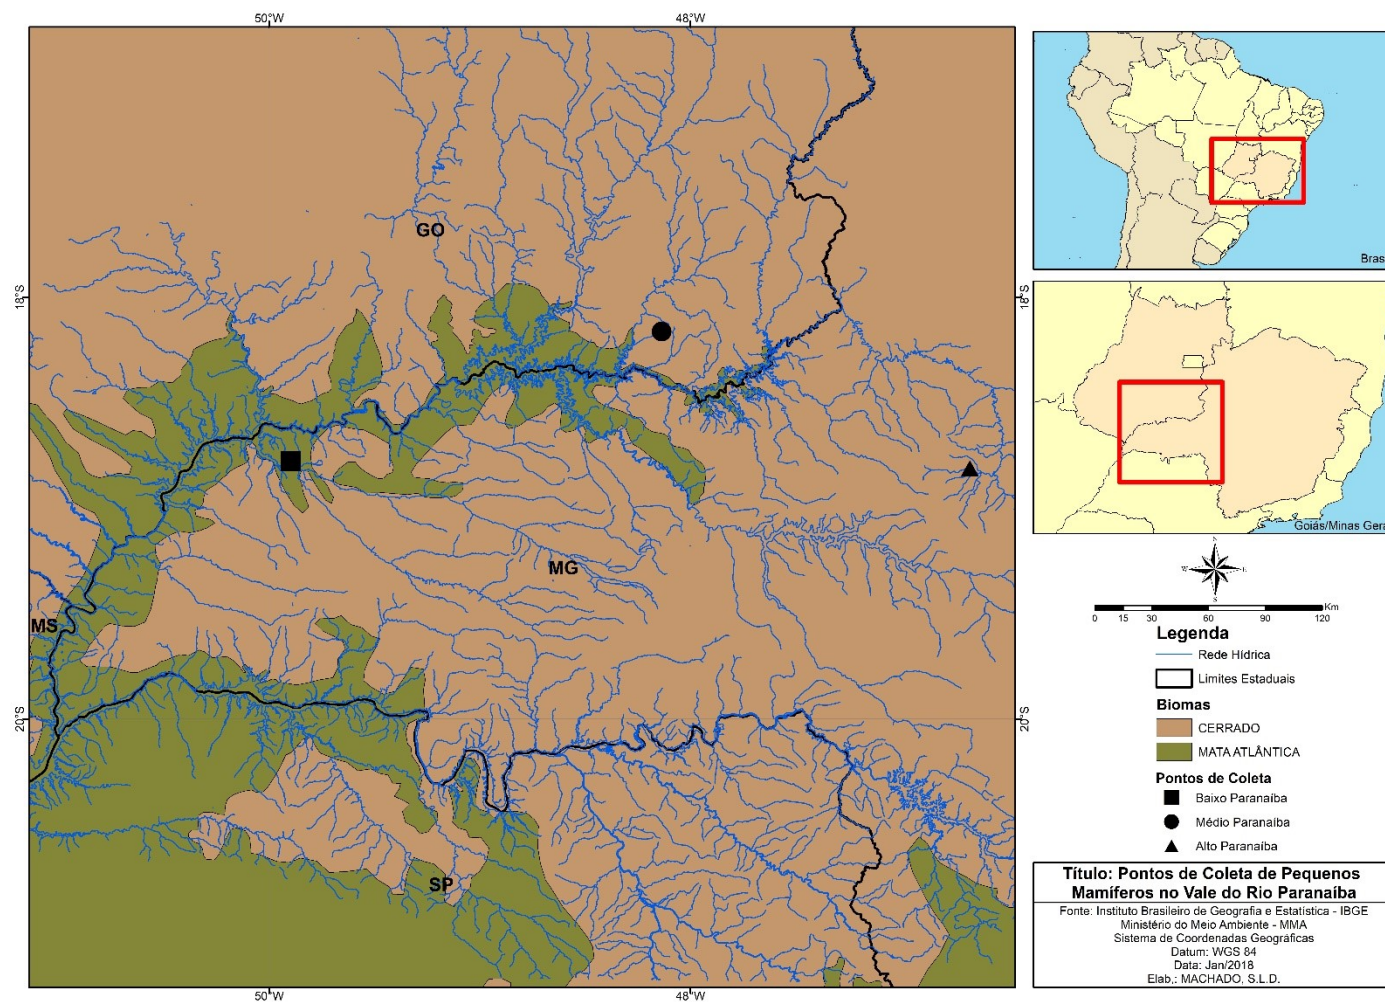 50°W
48°W
GO
18°S
18°S
MS
MG
20°S
20°S
SP
50°W
48°W
Bras
Goiás/Minas Gera
N
W
E
S
0 15 30 60 90 120
Km
Legenda
Rede Hídrica
Limites Estaduais
Biomas
CERRADO
MATA ATLÂNTICA
Pontos de Coleta
Baixo Paranaíba
Médio Paranaíba
Alto Paranaíba
Título: Pontos de Coleta de Pequenos
Mamíferos no Vale do Rio Paranaíba
Fonte: Instituto Brasileiro de Geografia e Estatística - IBGE
Ministério do Meio Ambiente - MMA
Sistema de Coordenadas Geográficas
Datum: WGS 84
Data: Jan/2018
Elab,: MACHADO, S.L.D.